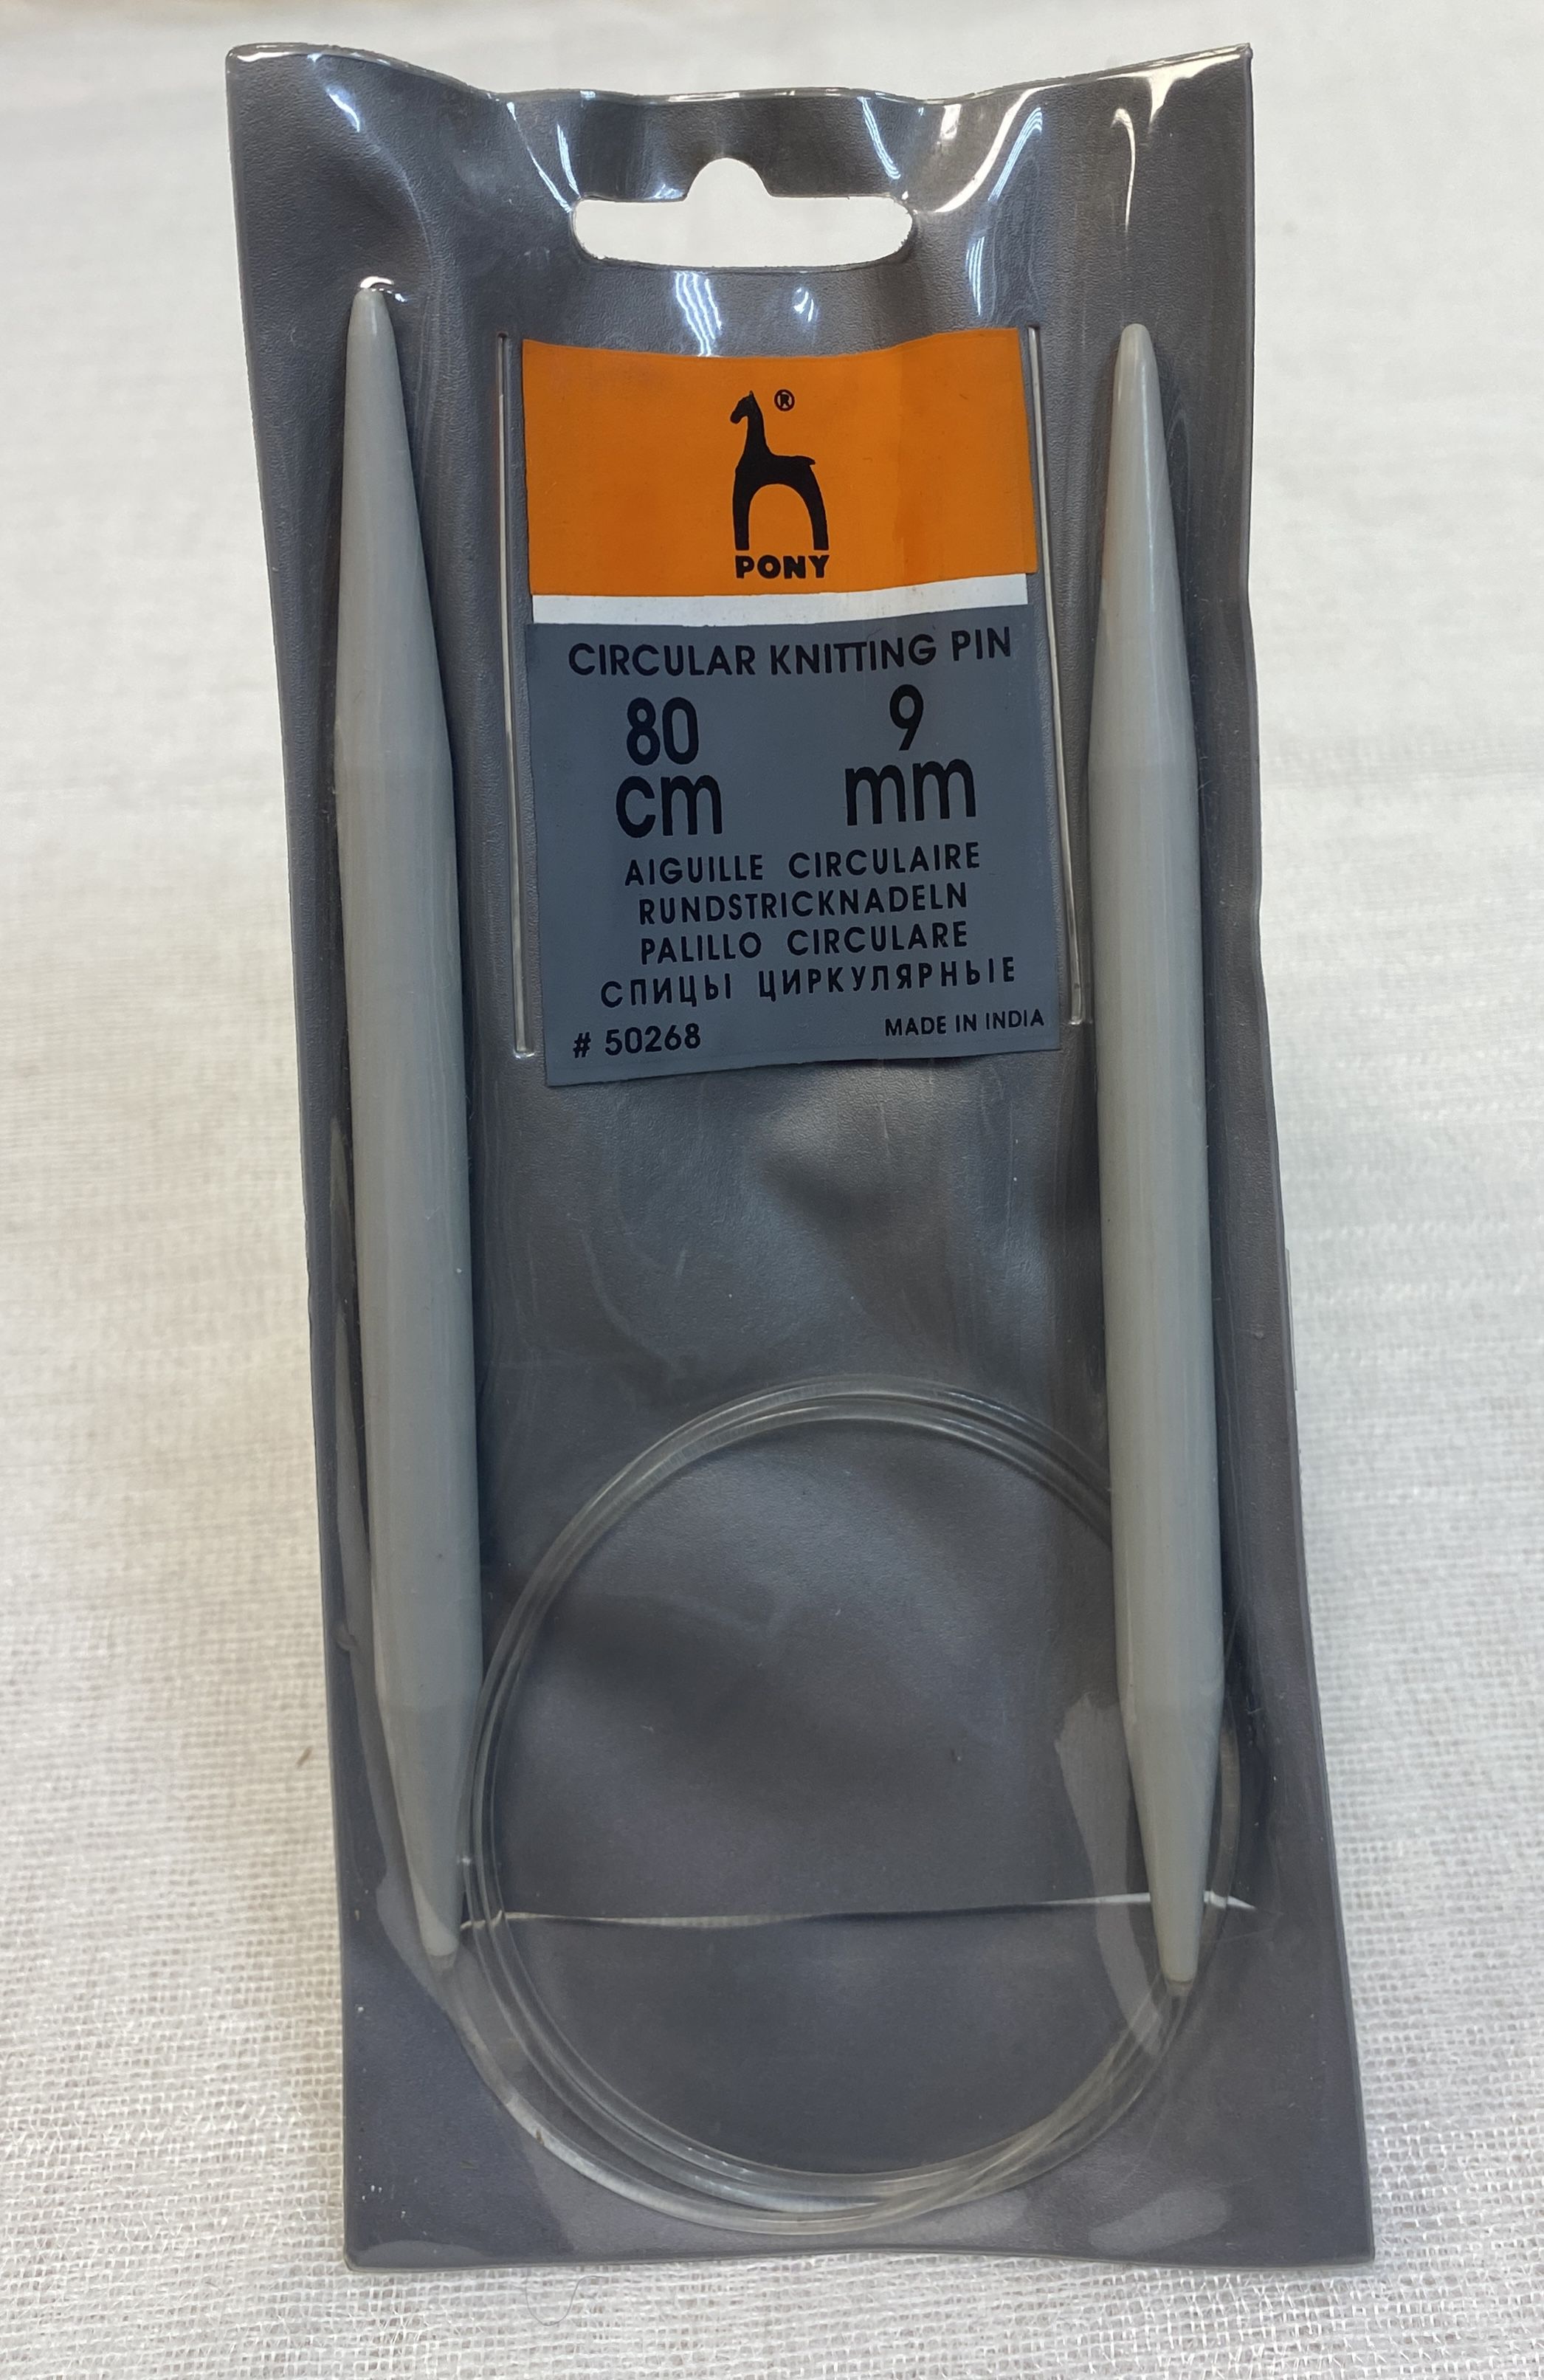 ®
PONY
CIRCULAR KNITTING PIN
80 9
cm mm
AIGUILLE CIRCULAIRE
RUNDSTRICKNADELN
PALILLO CIRCULARE
СПИЦЫ ЦИРКУЛЯРНЫЕ
# 50268 MADE IN INDIA